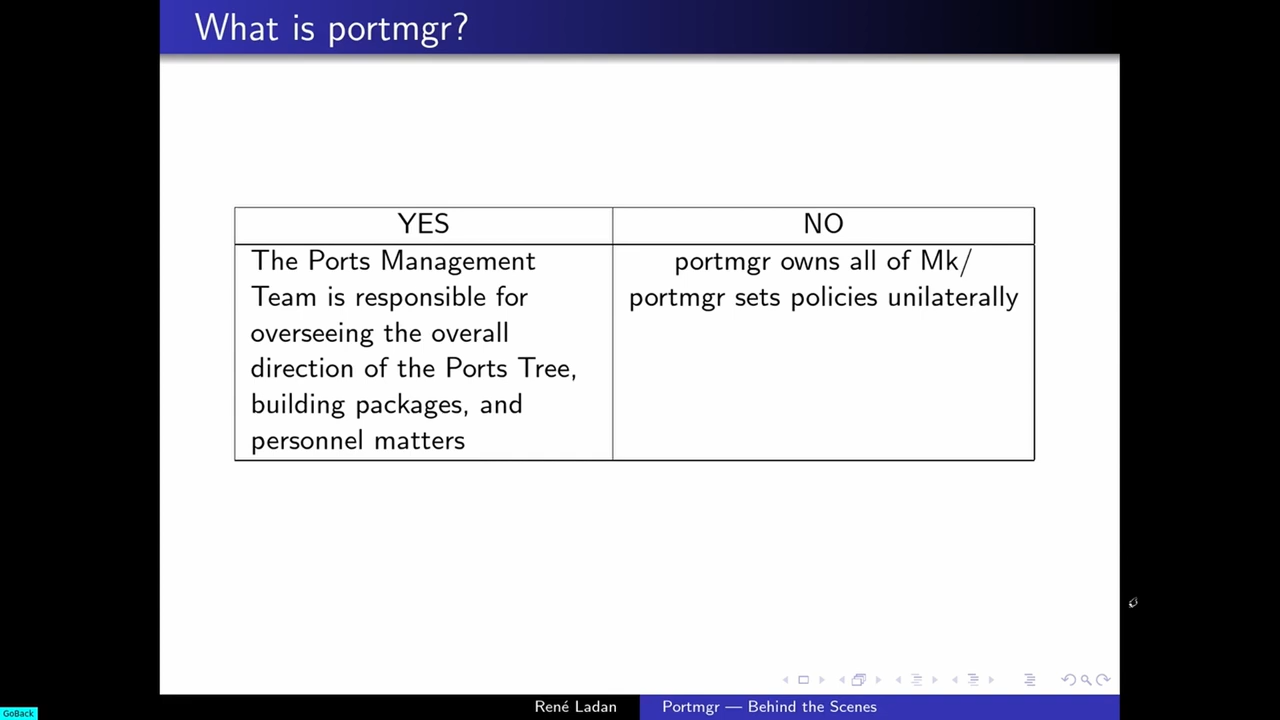 What is portmgr?
YES
NO
The Ports Management
Team is responsible for
overseeing the overall
direction of the Ports Tree,
building packages, and
personnel matters
portmgr owns all of Mk/
portmgr sets policies unilaterally
René Ladan
Portmgr — Behind the Scenes
GoBack